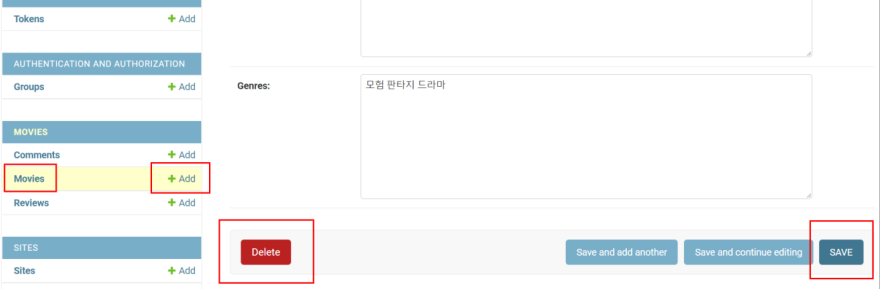 Tokens + Add
AUTHENTICATION AND AUTHORIZATION
Groups + Add
MOVIES
Comments + Add
Movies + Add
Reviews + Add
SITES
Sites + Add
Genres:
모험 판타지 드라마
Delete
Save and add another
Save and continue editing
SAVE